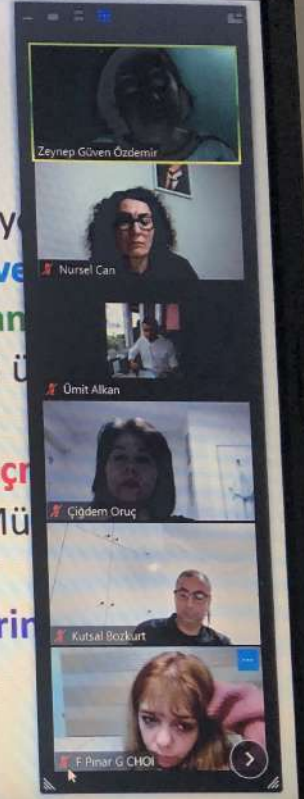 Zeynep Güven Özdemir
Nursel Can
Ümit Alkan
Çiğdem Oruç
Kutsal Bozkurt
F Pınar G CHOI